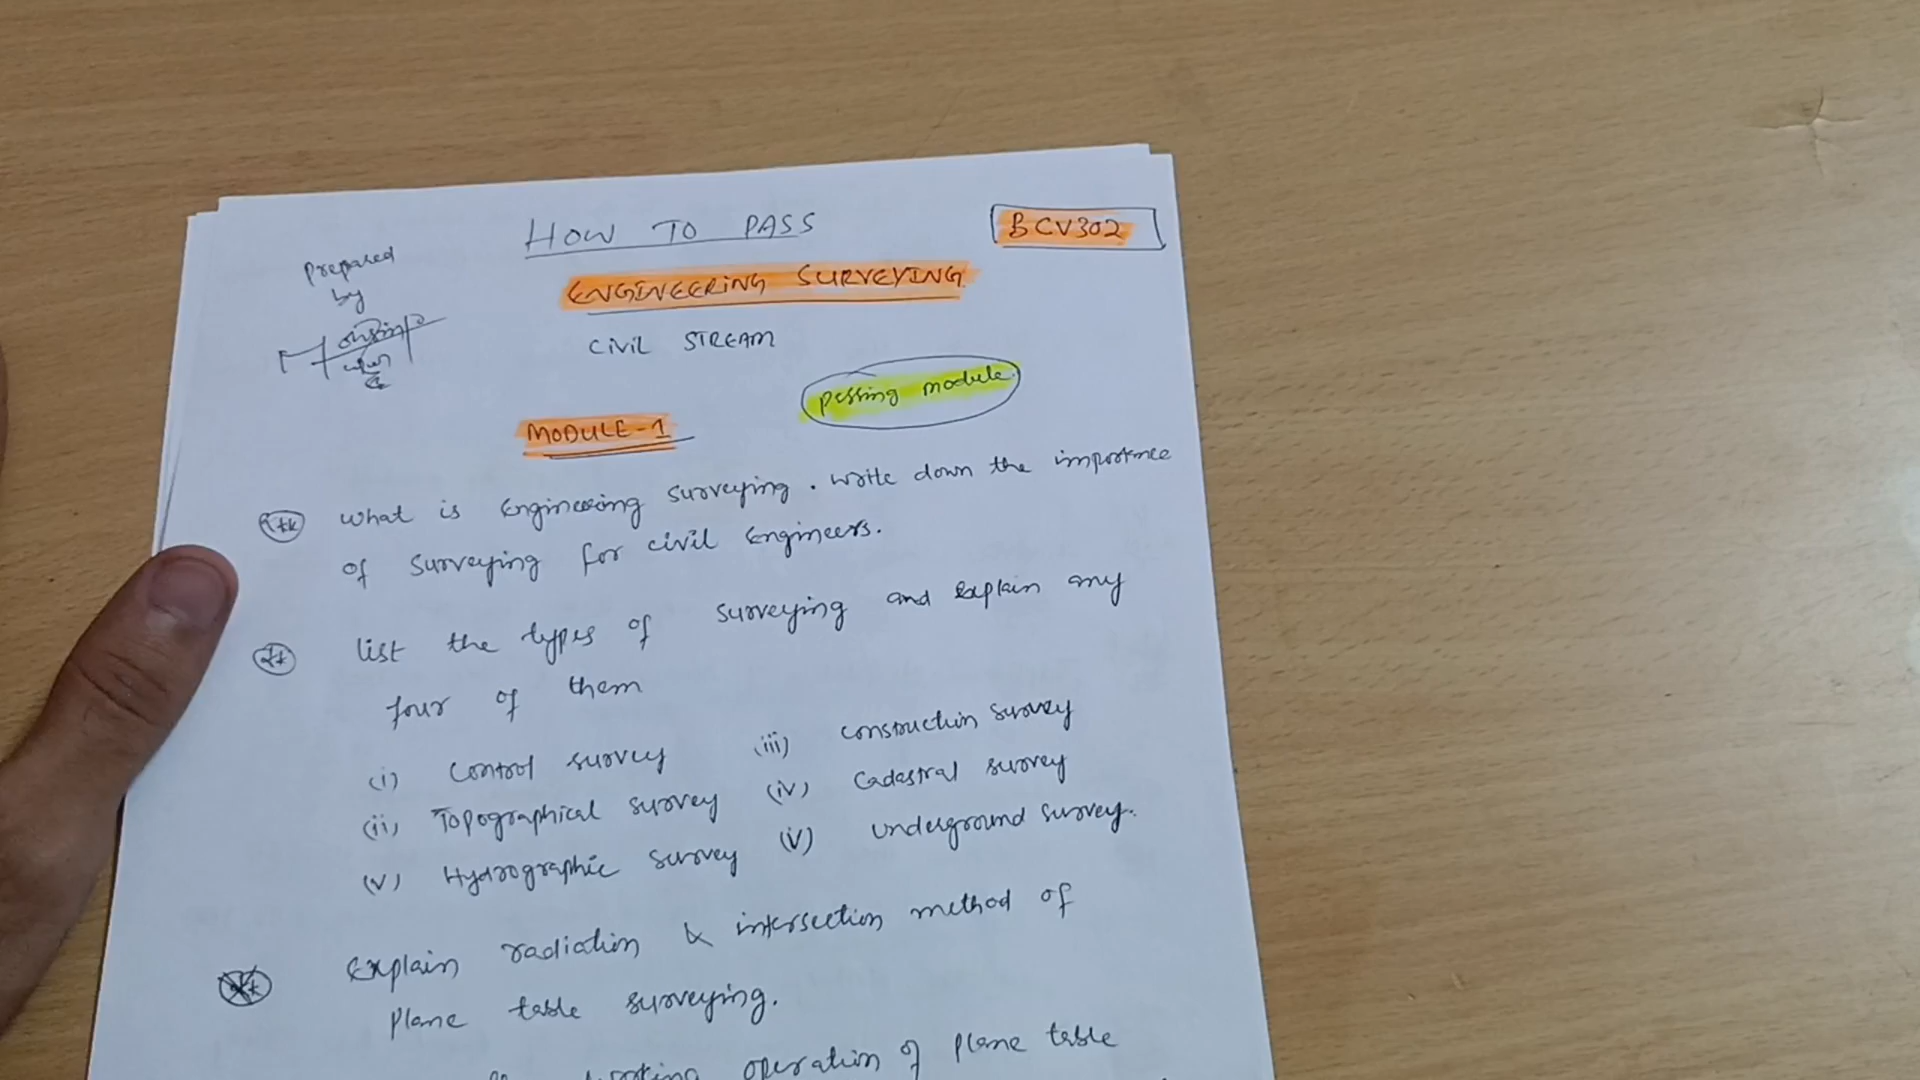 HOW TO PASS
BCV302
Prepared
by
ENGINEERING SURVEYING
CIVIL STREAM
passing module
MODULE-1
what is Engineering surveying. write down the importance
of surveying for civil Engineers.
list the types of surveying and explain any
four of them
(i) control survey (iii) construction survey
(ii) Topographical survey (iv) Cadastral survey
(v) Hydrographic survey (v) underground survey.
Explain radiation & intersection method of
plane table surveying.
operation of plane table